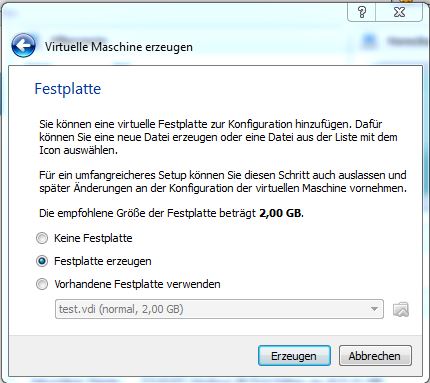 Virtuelle Maschine erzeugen
Festplatte
Sie können eine virtuelle Festplatte zur Konfiguration hinzufügen. Dafür
können Sie eine neue Datei erzeugen oder eine Datei aus der Liste mit dem
Icon auswählen.
Für ein umfangreicheres Setup können Sie diesen Schritt auch auslassen und
später Änderungen an der Konfiguration der virtuellen Maschine vornehmen.
Die empfohlene Größe der Festplatte beträgt 2,00 GB.
Keine Festplatte
Festplatte erzeugen
Vorhandene Festplatte verwenden
test.vdi (normal, 2,00 GB)
Erzeugen Abbrechen